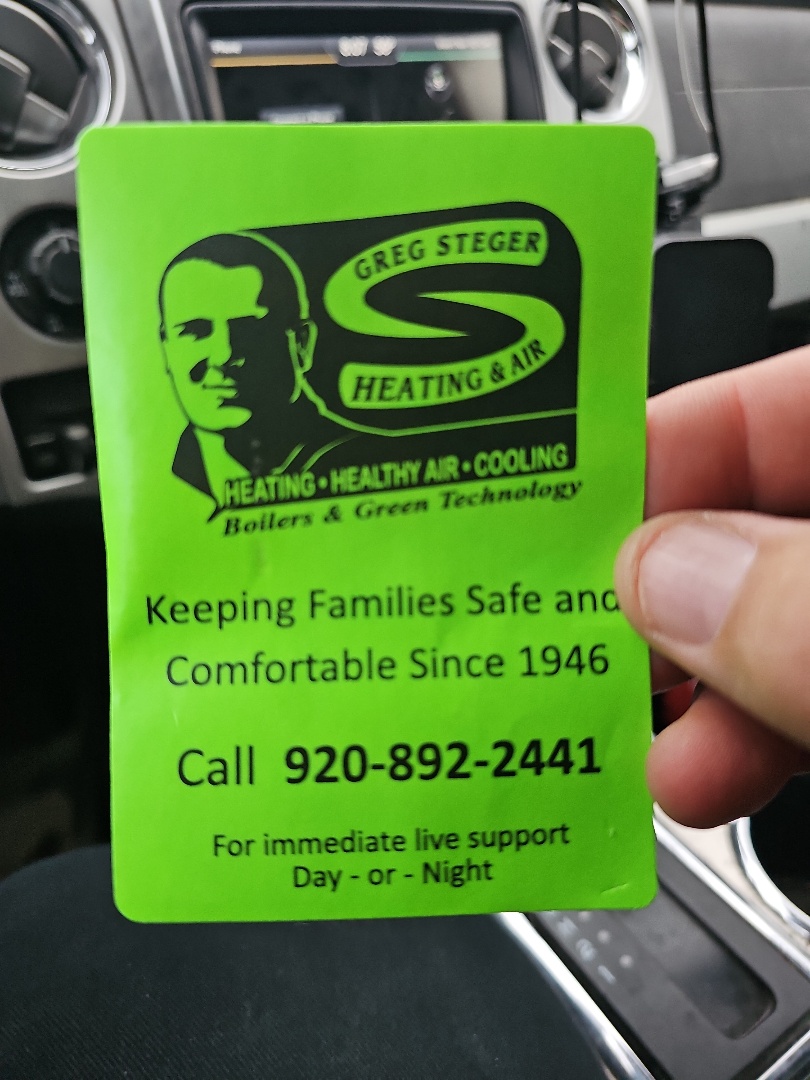 GREG STEGER
HEATING & AIR
HEATING • HEALTHY AIR • COOLING
Boilers & Green Technology
Keeping Families Safe and
Comfortable Since 1946
Call 920-892-2441
For immediate live support
Day - or - Night